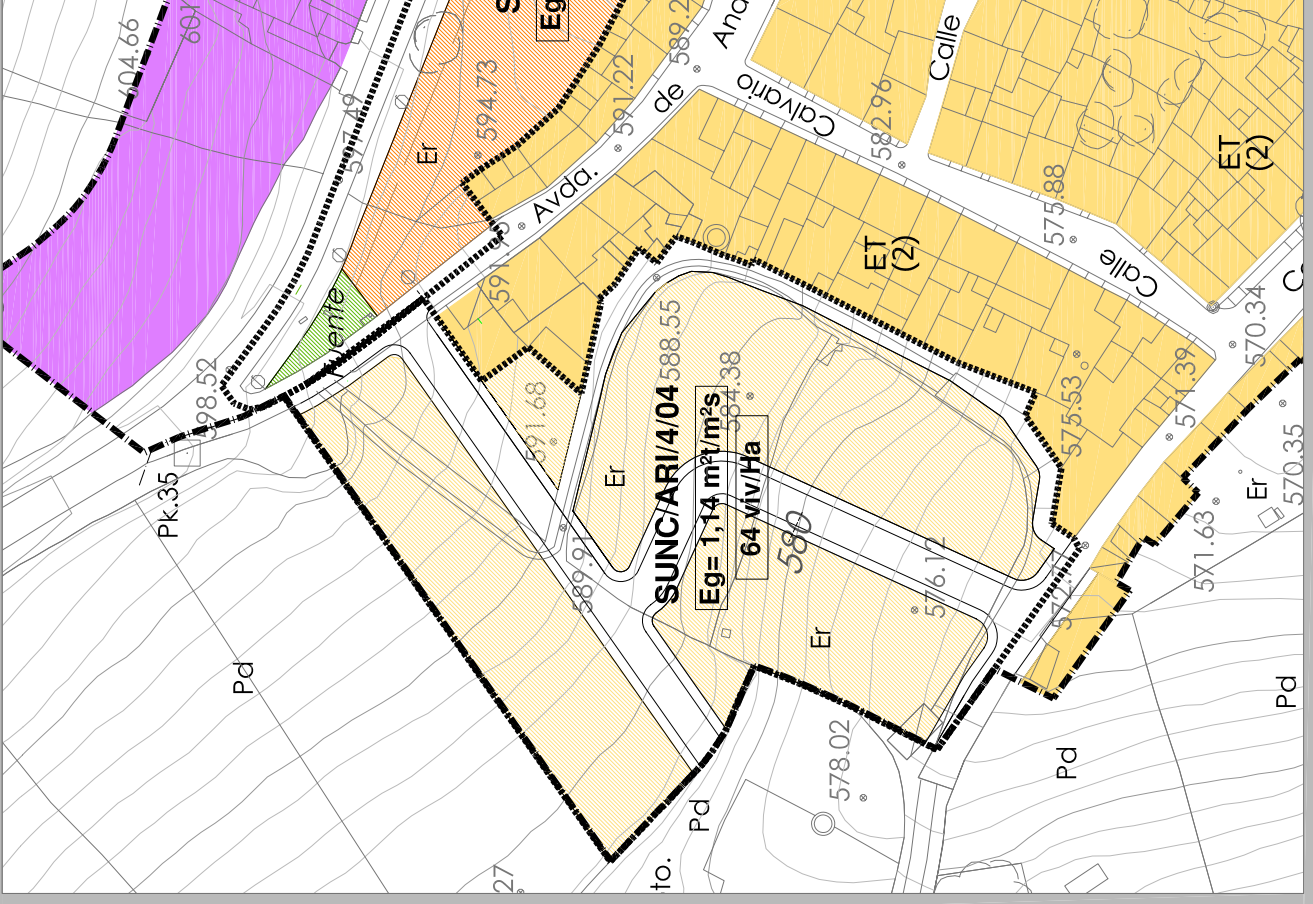 604.66
601
S
Eg
594.73
Er
597.49
591.22
589.2
de
Avda.
And
Calvario
Calle
582.96
ET
(2)
575.88
Calle
ET
(2)
570.34
571.39
575.53
588.55
584.38
591.68
598.52
Pk.35
Er
SUNC/ARI/4/04
Eg= 1,14 m²t/m²s
64 viv/Ha
580
589.91
576.12
Er
Er
570.35
571.63
Pd
Pd
Pd
Pd
578.02
to.
27